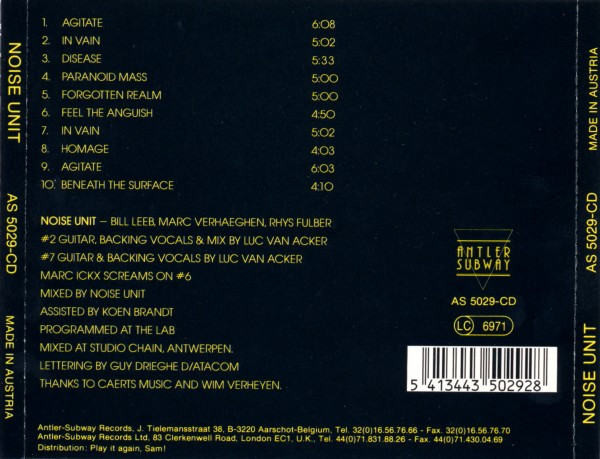 NOISE UNIT AS 5029-CD MADE IN AUSTRIA
1. AGITATE 6:08
2. IN VAIN 5:02
3. DISEASE 5:33
4. PARANOID MASS 5:00
5. FORGOTTEN REALM 5:00
6. FEEL THE ANGUISH 4:50
7. IN VAIN 5:02
8. HOMAGE 4:03
9. AGITATE 6:03
10. BENEATH THE SURFACE 4:10
NOISE UNIT – BILL LEEB, MARC VERHAEGHEN, RHYS FULBER
#2 GUITAR, BACKING VOCALS & MIX BY LUC VAN ACKER
#7 GUITAR & BACKING VOCALS BY LUC VAN ACKER
MARC ICKX SCREAMS ON #6
MIXED BY NOISE UNIT
ASSISTED BY KOEN BRANDT
PROGRAMMED AT THE LAB
MIXED AT STUDIO CHAIN, ANTWERPEN.
LETTERING BY GUY DRIEGHE D/ATACOM
THANKS TO CAERTS MUSIC AND WIM VERHEYEN.
ANTLER
SUBWAY
AS 5029-CD
LC 6971
5 413443 502928
Antler-Subway Records, J. Tielemansstraat 38, B-3220 Aarschot-Belgium, Tel. 32(0)16.56.76.66 - Fax. 32(0)16.56.76.70
Antler-Subway Records Ltd, 83 Clerkenwell Road, London EC1, U.K., Tel. 44(0)71.831.88.26 - Fax. 44(0)71.430.04.69
Distribution: Play it again, Sam!
NOISE UNIT AS 5029-CD MADE IN AUSTRIA